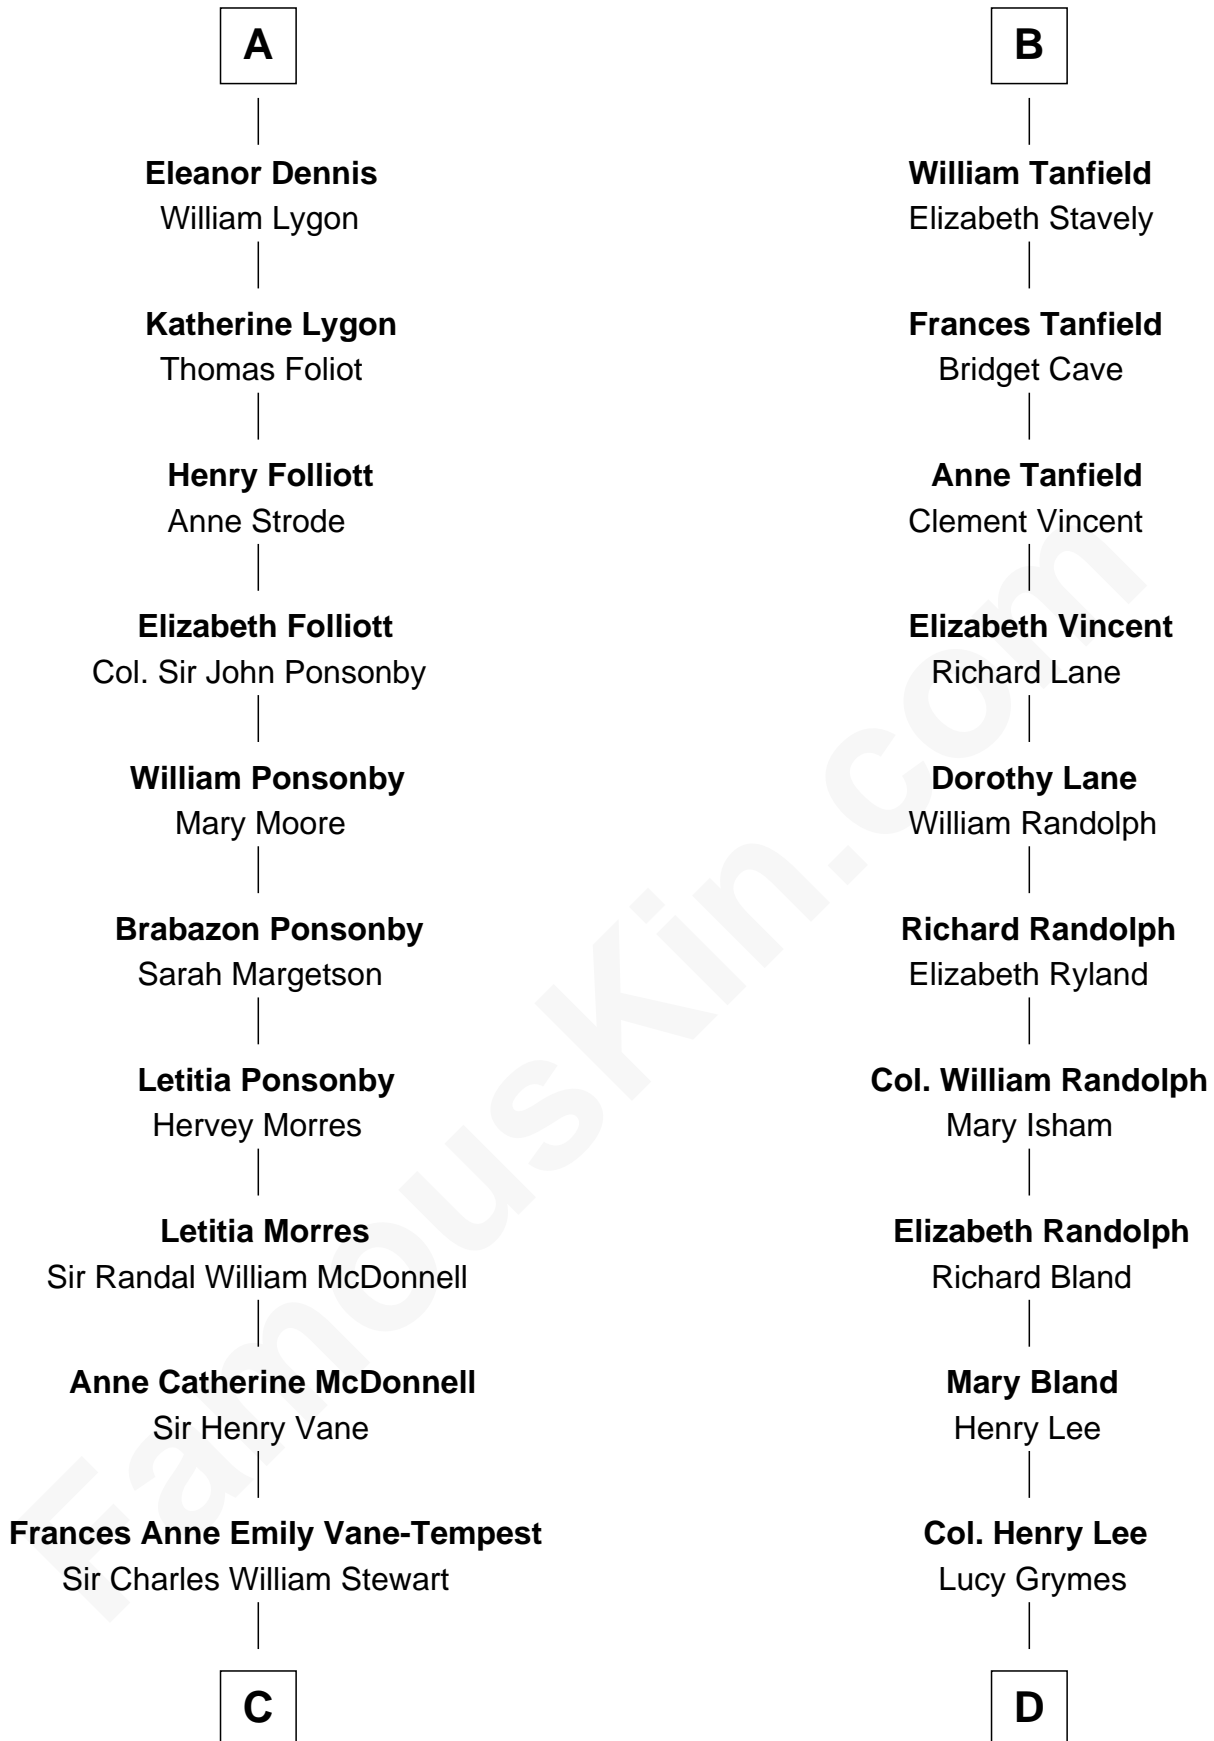 A
Eleanor Dennis
William Lygon
Katherine Lygon
Thomas Foliot
Henry Folliott
Anne Strode
Elizabeth Folliott
Col. Sir John Ponsonby
William Ponsonby
Mary Moore
Brabazon Ponsonby
Sarah Margetson
Letitia Ponsonby
Hervey Morres
Letitia Morres
Sir Randal William McDonnell
Anne Catherine McDonnell
Sir Henry Vane
Frances Anne Emily Vane-Tempest
Sir Charles William Stewart
C
B
William Tanfield
Elizabeth Stavely
Frances Tanfield
Bridget Cave
Anne Tanfield
Clement Vincent
Elizabeth Vincent
Richard Lane
Dorothy Lane
William Randolph
Richard Randolph
Elizabeth Ryland
Col. William Randolph
Mary Isham
Elizabeth Randolph
Richard Bland
Mary Bland
Henry Lee
Col. Henry Lee
Lucy Grymes
D
FamousKin.com